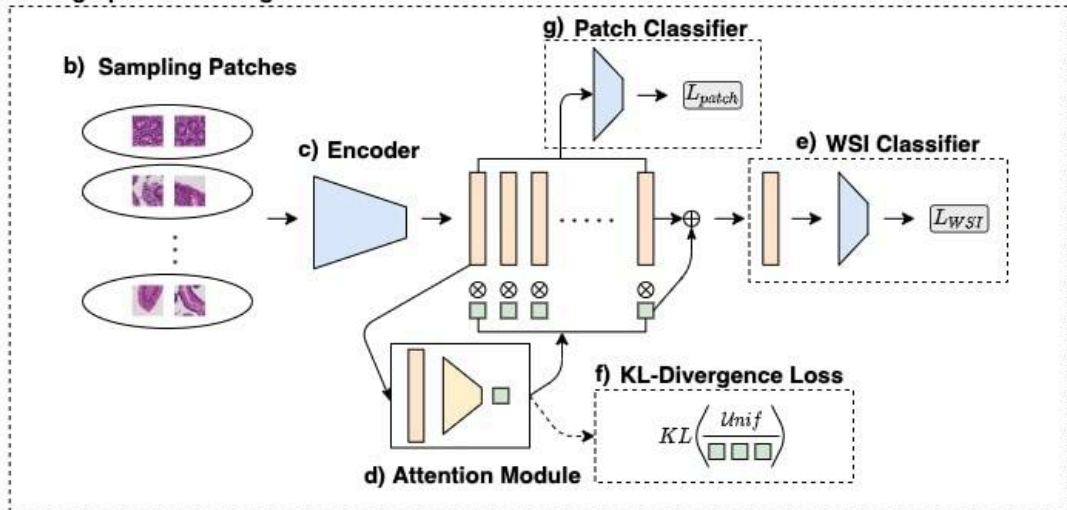 g) Patch Classifier
b) Sampling Patches
L_patch
c) Encoder
e) WSI Classifier
L_WSI
f) KL-Divergence Loss
KL( Unif )
d) Attention Module